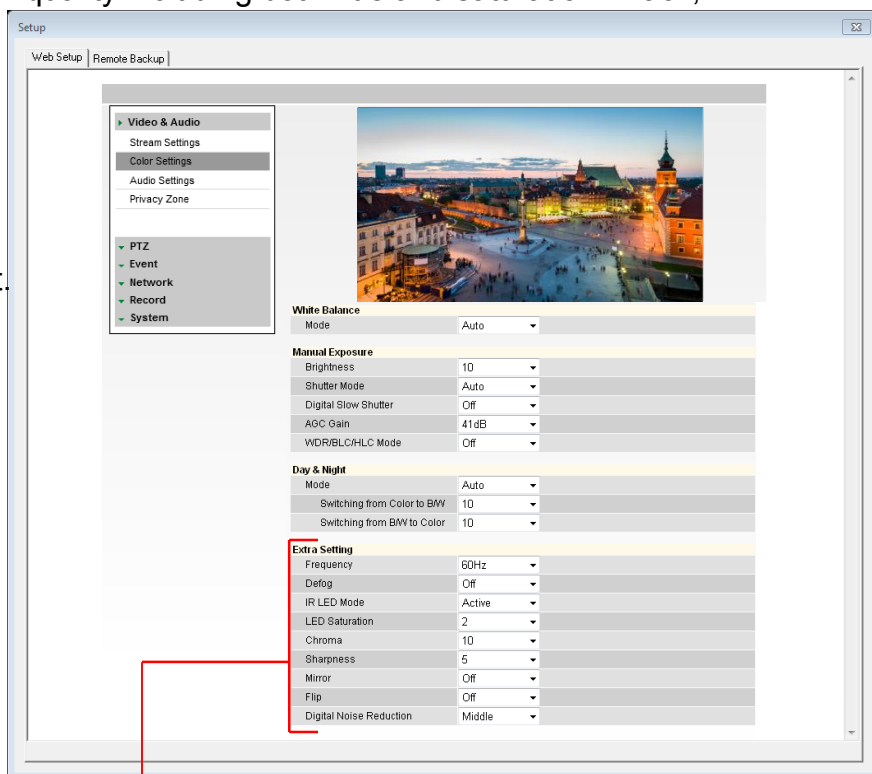 Setup
Web Setup Remote Backup
Video & Audio
Stream Settings
Color Settings
Audio Settings
Privacy Zone
PTZ
Event
Network
Record
System
White Balance
Mode Auto
Manual Exposure
Brightness 10
Shutter Mode Auto
Digital Slow Shutter Off
AGC Gain 41dB
WDR/BLC/HLC Mode Off
Day & Night
Mode Auto
Switching from Color to B/W 10
Switching from B/W to Color 10
Extra Setting
Frequency 60Hz
Defog Off
IR LED Mode Active
LED Saturation 2
Chroma 10
Sharpness 5
Mirror Off
Flip Off
Digital Noise Reduction Middle